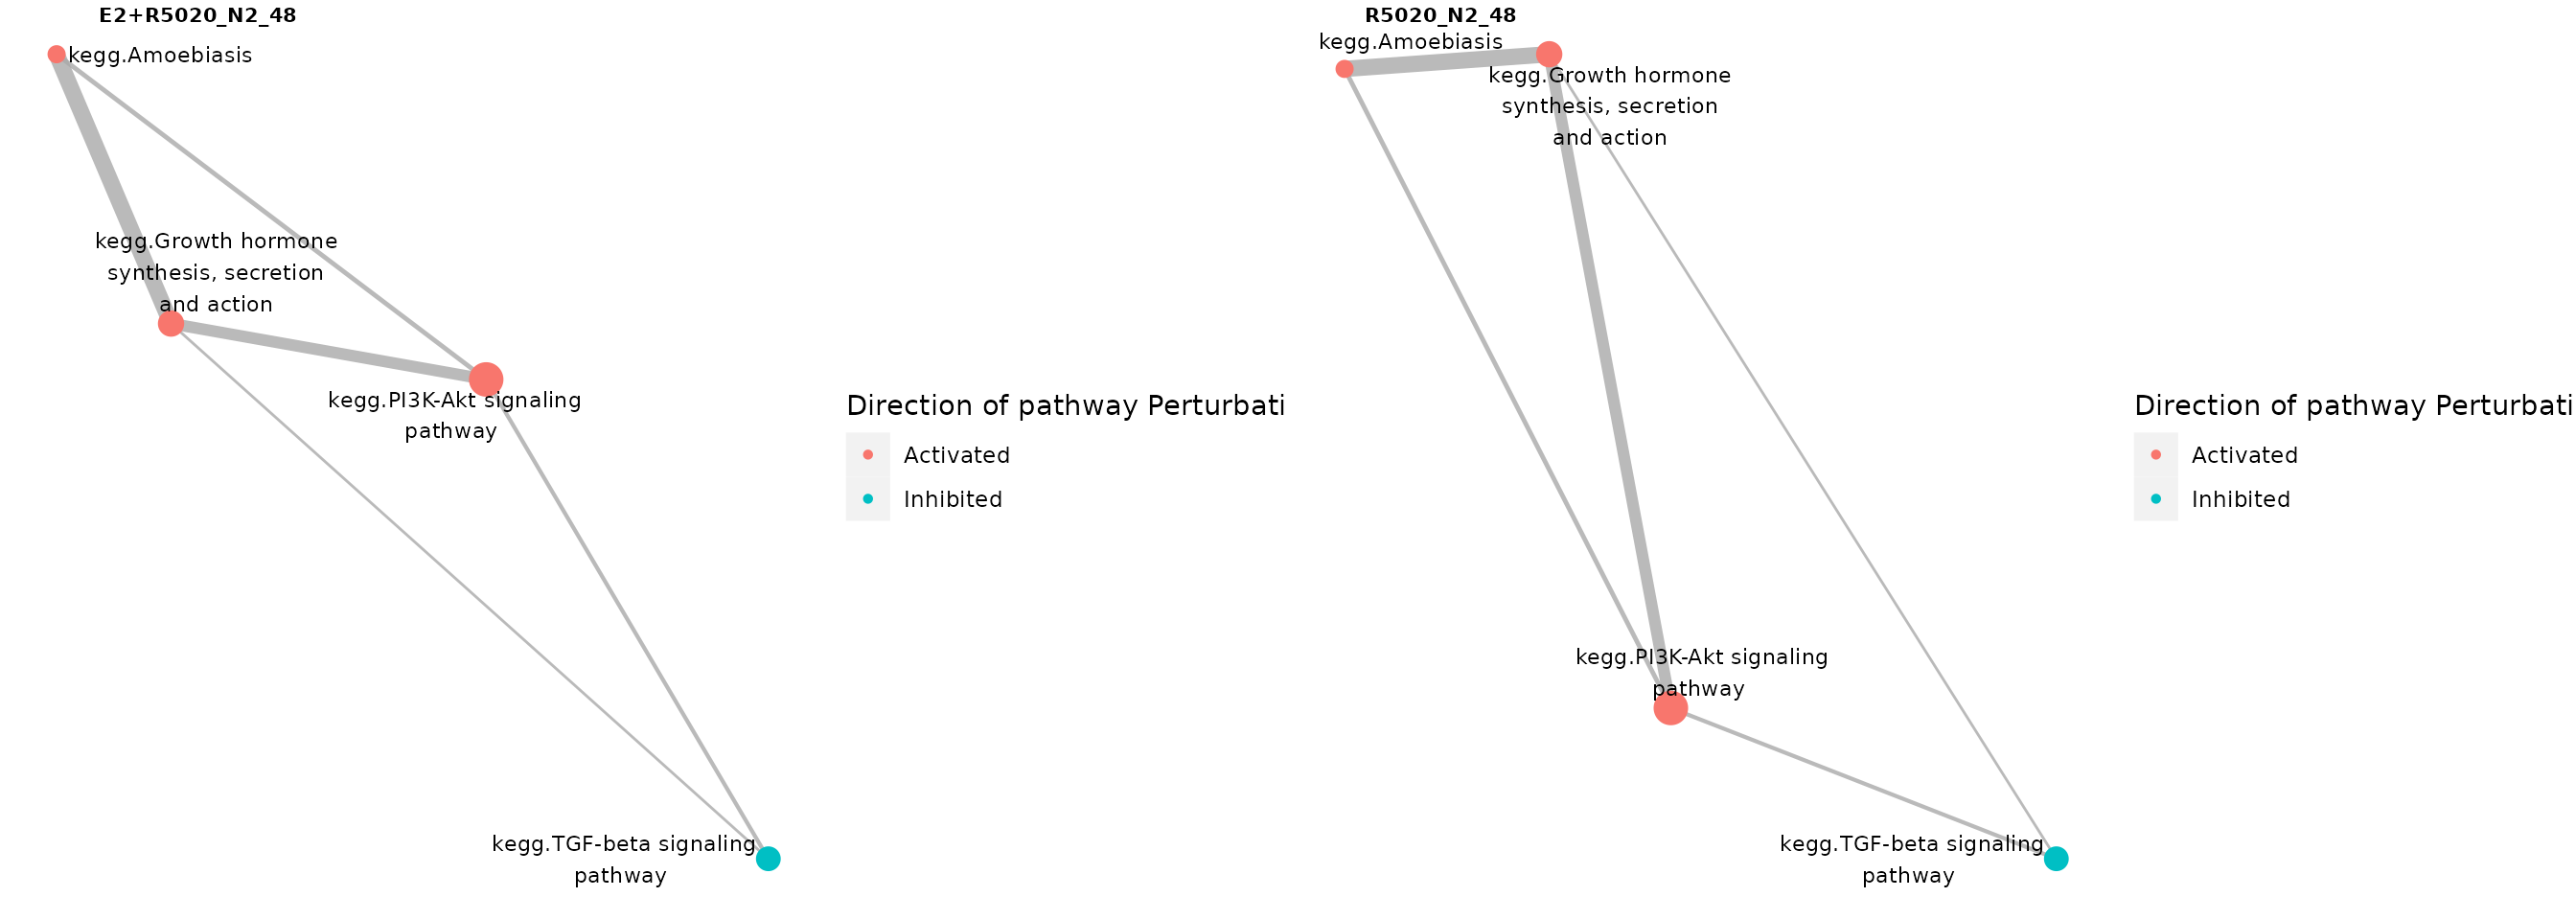 E2+R5020_N2_48
kegg.Amoebiasis
kegg.Growth hormone
synthesis, secretion
and action
kegg.PI3K-Akt signaling
pathway
kegg.TGF-beta signaling
pathway
Direction of pathway Perturbati
Activated
Inhibited
R5020_N2_48
kegg.Amoebiasis
kegg.Growth hormone
synthesis, secretion
and action
kegg.PI3K-Akt signaling
pathway
kegg.TGF-beta signaling
pathway
Direction of pathway Perturbati
Activated
Inhibited